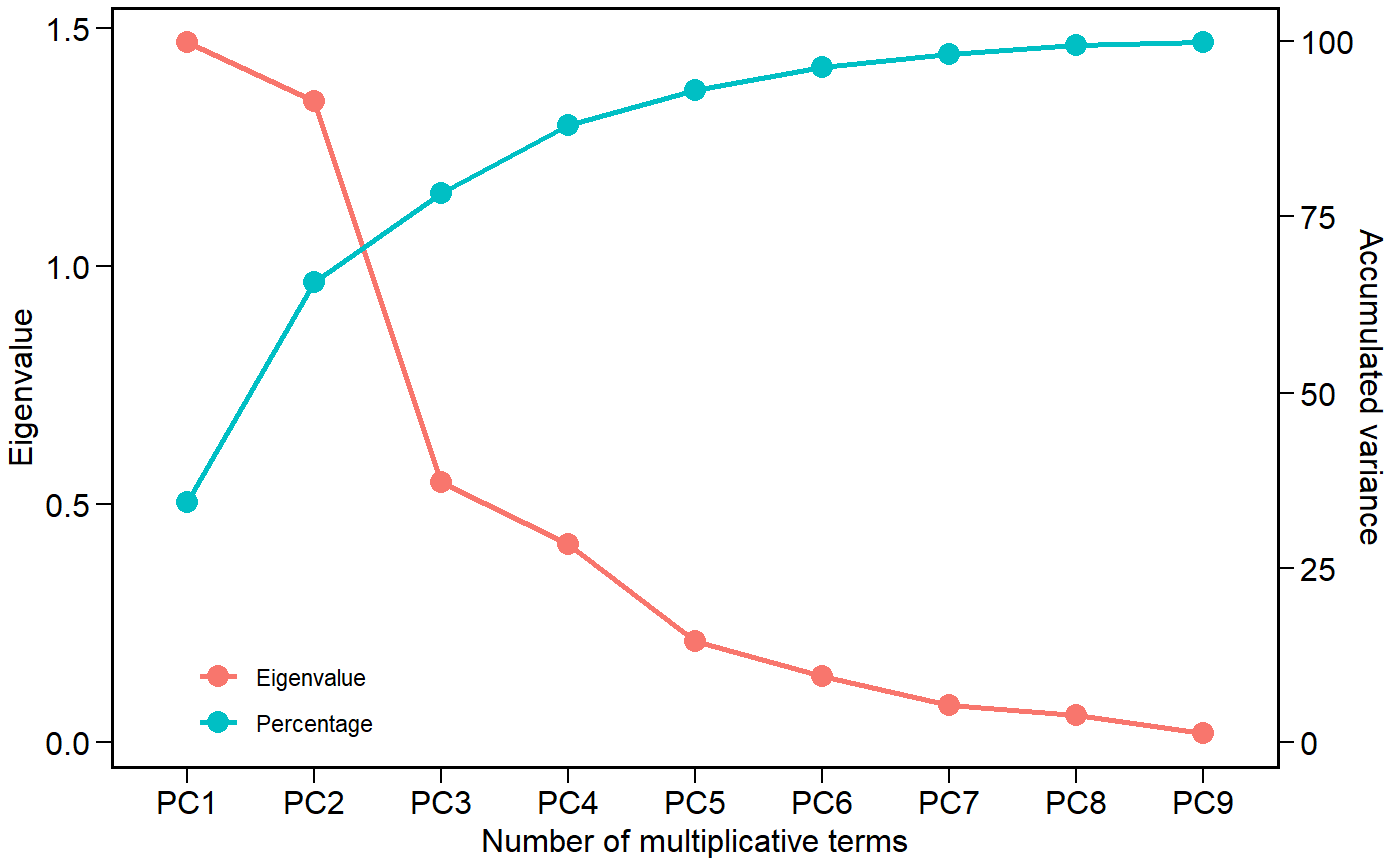 1.5
1.0
0.5
0.0
Eigenvalue
100
75
50
25
0
Accumulated variance
Eigenvalue
Percentage
PC1 PC2 PC3 PC4 PC5 PC6 PC7 PC8 PC9
Number of multiplicative terms